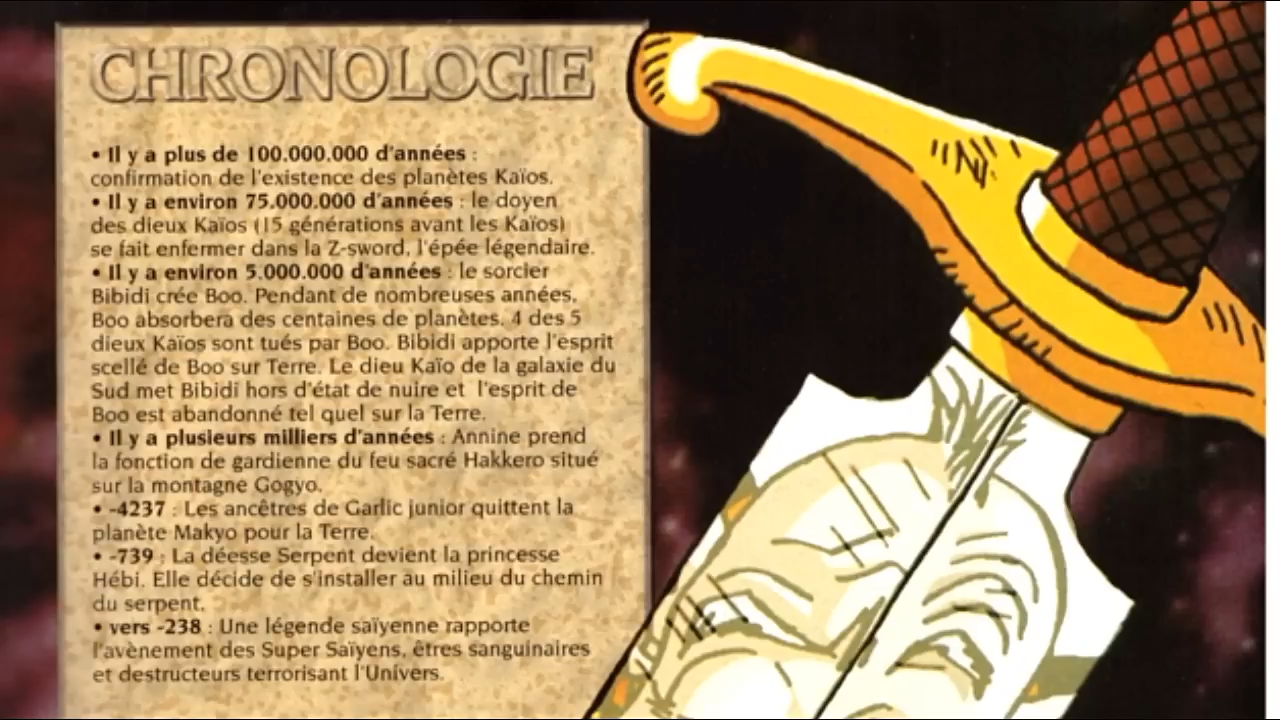 CHRONOLOGIE
• Il y a plus de 100.000.000 d'années :
confirmation de l'existence des planètes Kaïos.
• Il y a environ 75.000.000 d'années : le doyen
des dieux Kaïos (15 générations avant les Kaïos)
se fait enfermer dans la Z-sword, l'épée légendaire.
• Il y a environ 5.000.000 d'années : le sorcier
Bibidi crée Boo. Pendant de nombreuses années,
Boo absorbera des centaines de planètes. 4 des 5
dieux Kaïos sont tués par Boo. Bibidi apporte l'esprit
scellé de Boo sur Terre. Le dieu Kaïo de la galaxie du
Sud met Bibidi hors d'état de nuire et l'esprit de
Boo est abandonné tel quel sur la Terre.
• Il y a plusieurs milliers d'années : Annine prend
la fonction de gardienne du feu sacré Hakkero situé
sur la montagne Gogyo.
• -4237 : Les ancêtres de Garlic junior quittent la
planète Makyo pour la Terre.
• -739 : La déesse Serpent devient la princesse
Hébi. Elle décide de s'installer au milieu du chemin
du serpent.
• vers -238 : Une légende saïyenne rapporte
l'avènement des Super Saïyens, êtres sanguinaires
et destructeurs terrorisant l'Univers.
Z